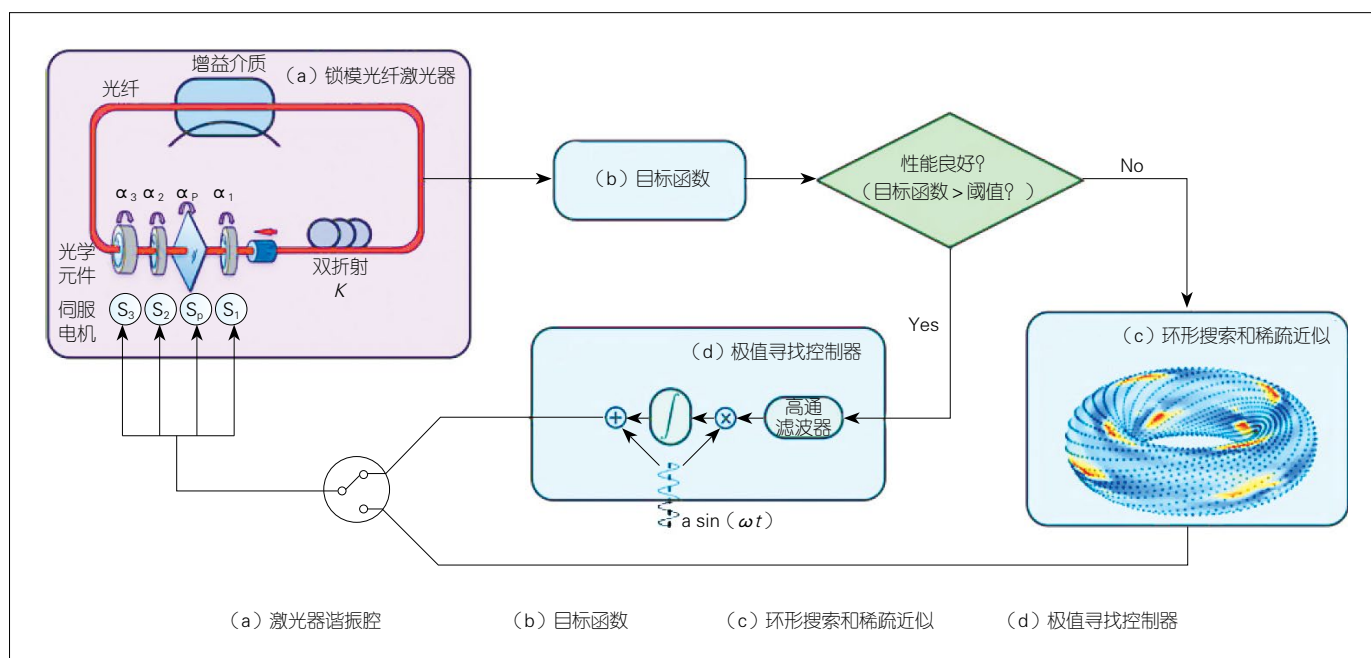 增益介质
(a)锁模光纤激光器
光纤
α3 α2 αP α1
光学
元件
双折射
K
伺服
电机
S3 S2 Sp S1
(b)目标函数
性能良好?
(目标函数>阈值?)
No
Yes
(d)极值寻找控制器
高通
滤波器
+ ∫ ×
a sin(ωt)
(c)环形搜索和稀疏近似
(a)激光器谐振腔 (b)目标函数 (c)环形搜索和稀疏近似 (d)极值寻找控制器